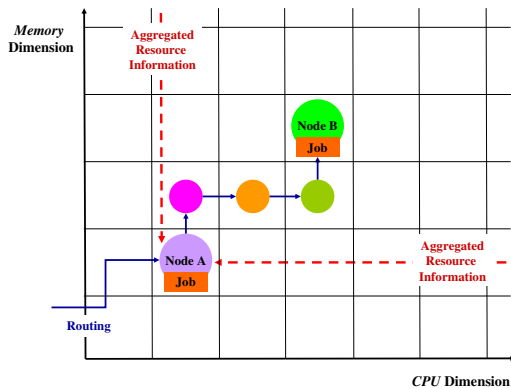 Memory
Dimension
Aggregated
Resource
Information
Node B
Job
Node A
Job
Aggregated
Resource
Information
Routing
CPU Dimension